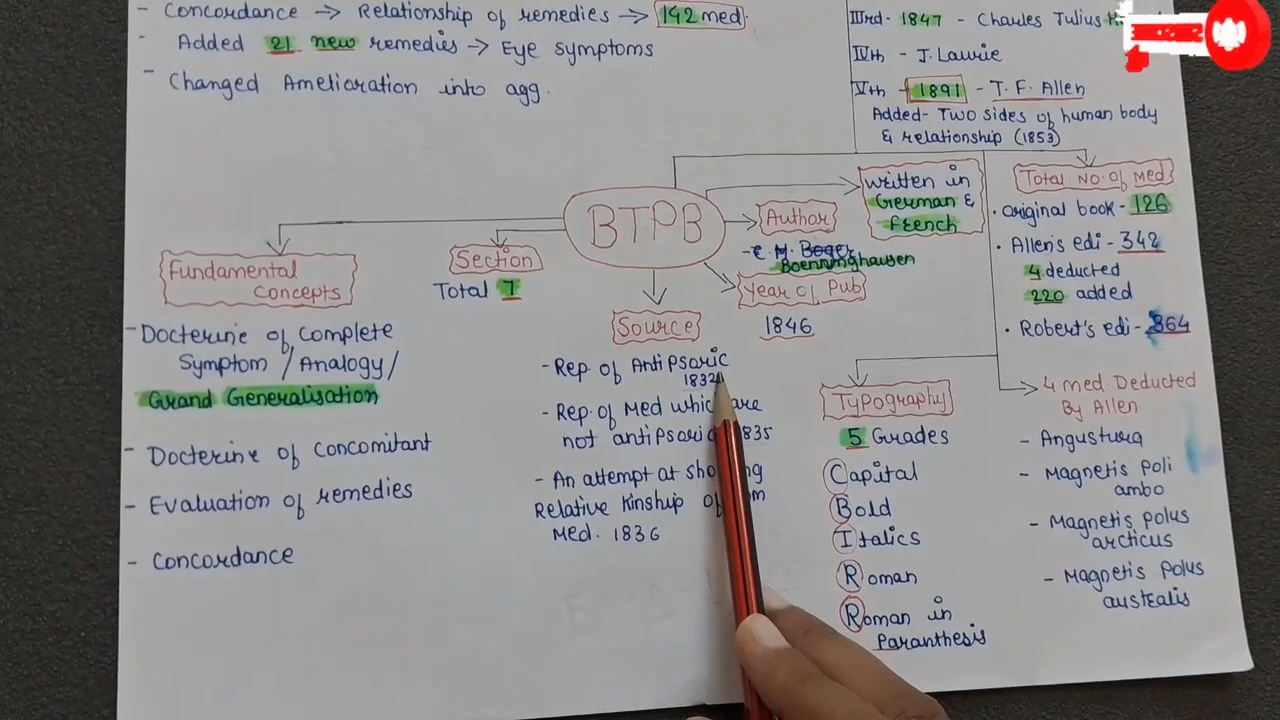 - Concordance → Relationship of remedies → 142 med.
- Added 21 new remedies → Eye symptoms
- Changed Amelioration into agg.
IIIrd - 1847 - Charles Julius
IVth - J. Laurie
Vth - 1891 - T. F. Allen
Added - Two sides of human body
& relationship (1853)
BTPB
Fundamental
Concepts
- Docterine of complete
Symptom / Analogy /
Grand Generalisation
- Doctrine of concomitant
- Evaluation of remedies
- Concordance
Section
Total 7
Source
- Rep. of Antipsoric
1832
- Rep. of Med which are
not antipsoric 1835
- An attempt at
Relative Kinship of
Med. 1836
Author
- C. M. Boger
Boenninghausen
Year of Pub
1846
Written in
German &
French
Total No. of Med
• Original book - 126
• Allen's edi - 342
4 deducted
220 added
• Robert's edi - 364
Typography
5 Grades
Capital
Bold
Italics
Roman
Roman in
Paranthesis
4 med. Deducted
By Allen
- Angustura
- Magnetis Poli
ambo
- Magnetis Polus
arcticus
- Magnetis Polus
australis